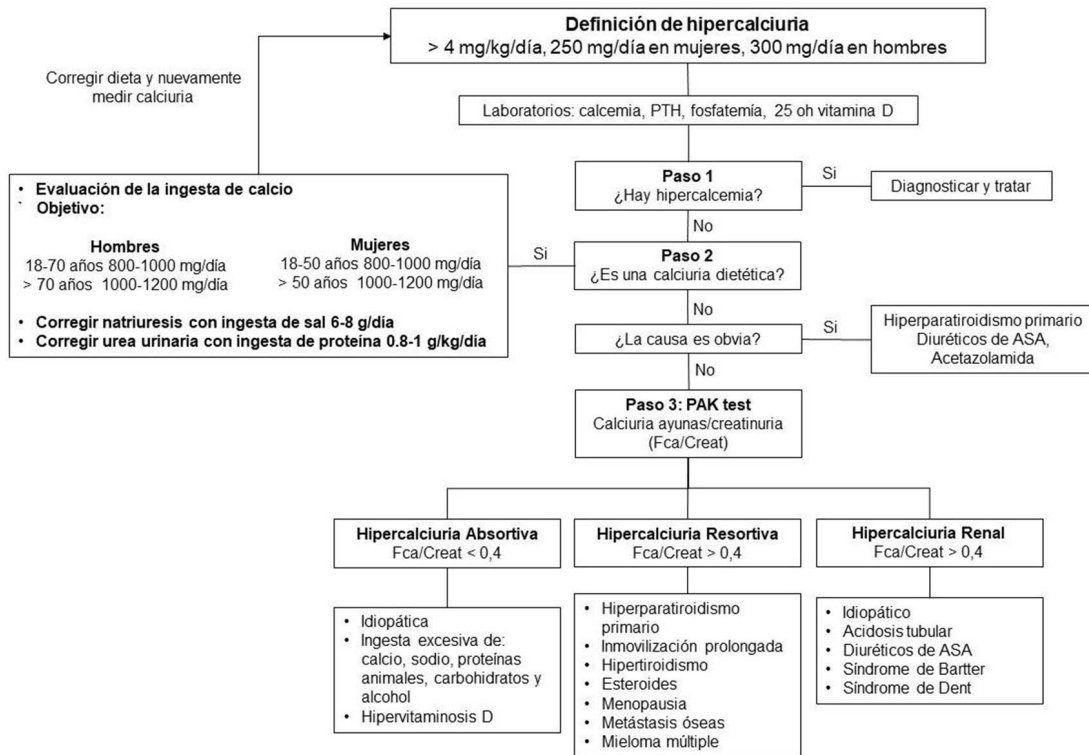 Definición de hipercalciuria
> 4 mg/kg/día, 250 mg/día en mujeres, 300 mg/día en hombres
Corregir dieta y nuevamente
medir calciuria
Laboratorios: calcemia, PTH, fosfatemía, 25 oh vitamina D
Paso 1
¿Hay hipercalcemia?
Si
Diagnosticar y tratar
No
• Evaluación de la ingesta de calcio
` Objetivo:
Hombres
18-70 años 800-1000 mg/día
> 70 años 1000-1200 mg/día
Mujeres
18-50 años 800-1000 mg/día
> 50 años 1000-1200 mg/día
• Corregir natriuresis con ingesta de sal 6-8 g/día
• Corregir urea urinaria con ingesta de proteína 0.8-1 g/kg/día
Si
Paso 2
¿Es una calciuria dietética?
No
¿La causa es obvia?
Si
Hiperparatiroidismo primario
Diuréticos de ASA,
Acetazolamida
No
Paso 3: PAK test
Calciuria ayunas/creatinuria
(Fca/Creat)
Hipercalciuria Absortiva
Fca/Creat < 0,4
Hipercalciuria Resortiva
Fca/Creat > 0,4
Hipercalciuria Renal
Fca/Creat > 0,4
• Idiopática
• Ingesta excesiva de:
calcio, sodio, proteínas
animales, carbohidratos y
alcohol
• Hipervitaminosis D
• Hiperparatiroidismo
primario
• Inmovilización prolongada
• Hipertiroidismo
• Esteroides
• Menopausia
• Metástasis óseas
• Mieloma múltiple
• Idiopático
• Acidosis tubular
• Diuréticos de ASA
• Síndrome de Bartter
• Síndrome de Dent